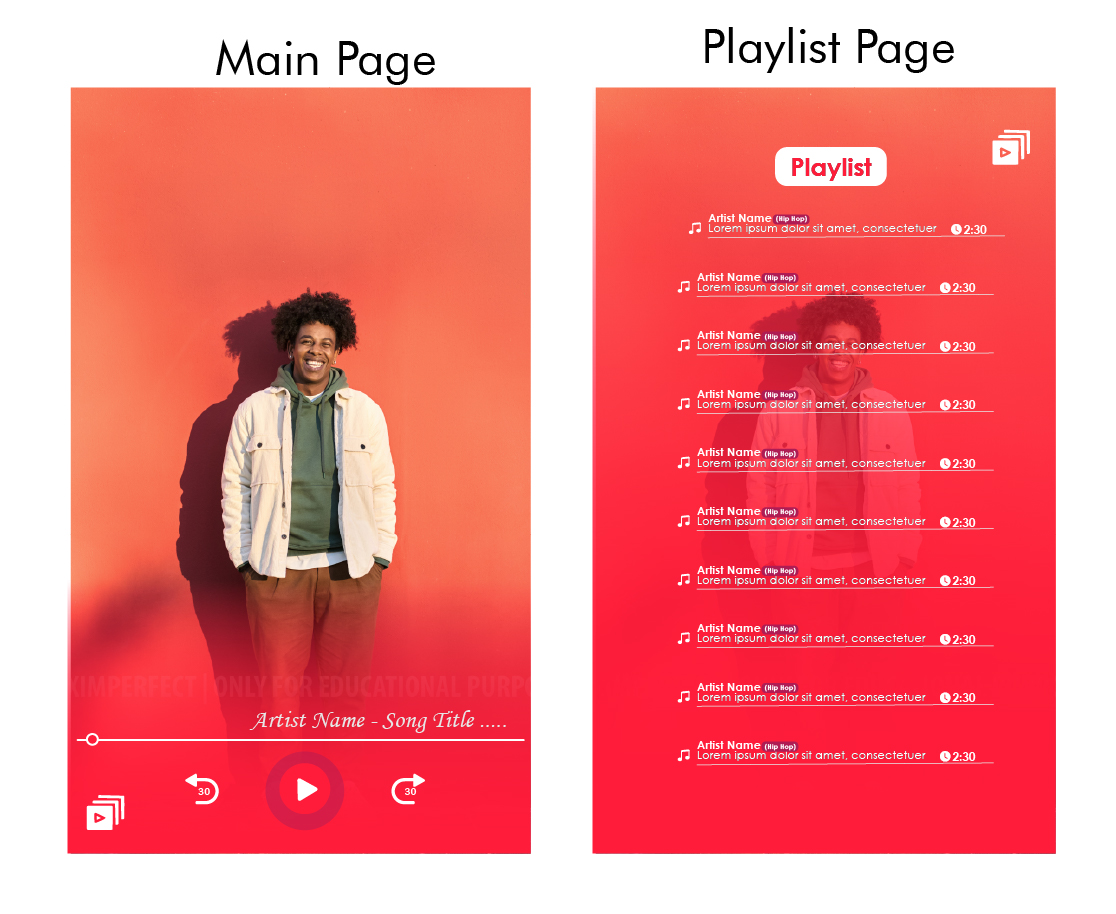 Main Page
Playlist Page
KIMPERFECT | ONLY FOR EDUCATIONAL PURPO
Artist Name - Song Title .....
30
30
Playlist
Artist Name (Hip Hop)
Lorem ipsum dolor sit amet, consectetuer 2:30
Artist Name (Hip Hop)
Lorem ipsum dolor sit amet, consectetuer 2:30
Artist Name (Hip Hop)
Lorem ipsum dolor sit amet, consectetuer 2:30
Artist Name (Hip Hop)
Lorem ipsum dolor sit amet, consectetuer 2:30
Artist Name (Hip Hop)
Lorem ipsum dolor sit amet, consectetuer 2:30
Artist Name (Hip Hop)
Lorem ipsum dolor sit amet, consectetuer 2:30
Artist Name (Hip Hop)
Lorem ipsum dolor sit amet, consectetuer 2:30
Artist Name (Hip Hop)
Lorem ipsum dolor sit amet, consectetuer 2:30
Artist Name (Hip Hop)
Lorem ipsum dolor sit amet, consectetuer 2:30
Artist Name (Hip Hop)
Lorem ipsum dolor sit amet, consectetuer 2:30